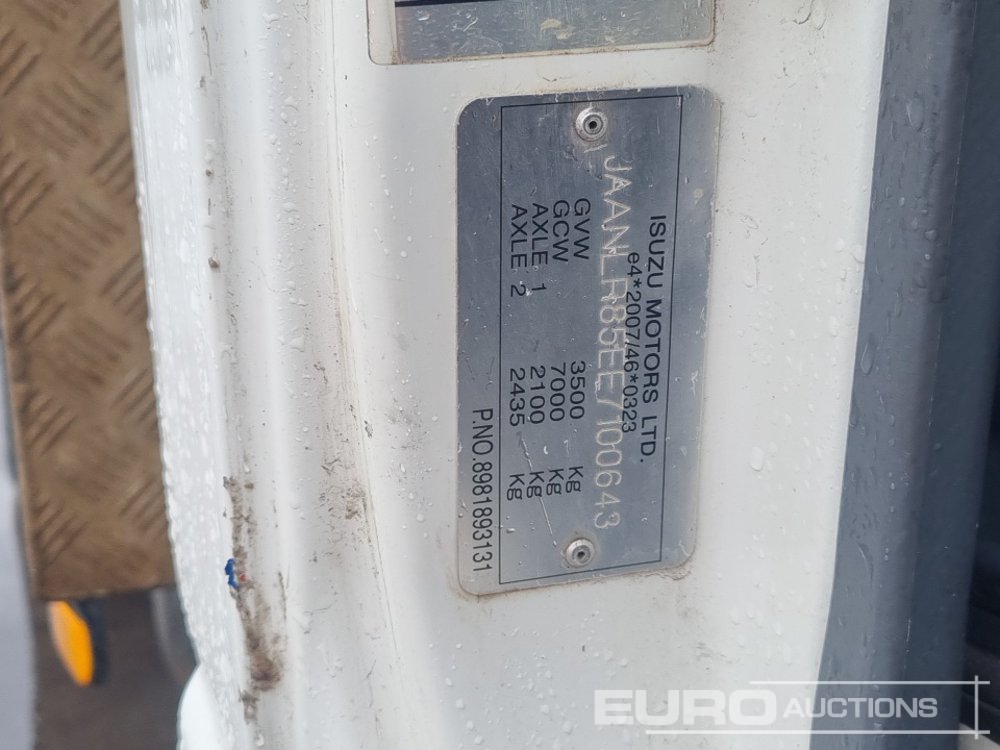 ISUZU MOTORS LTD.
e4*2007/46*0323
JAANLR85EE7100643
GVW 3500 Kg
GCW 7000 Kg
AXLE 1 2100 Kg
AXLE 2 2435 Kg
P.NO.8981893131
EURO AUCTIONS